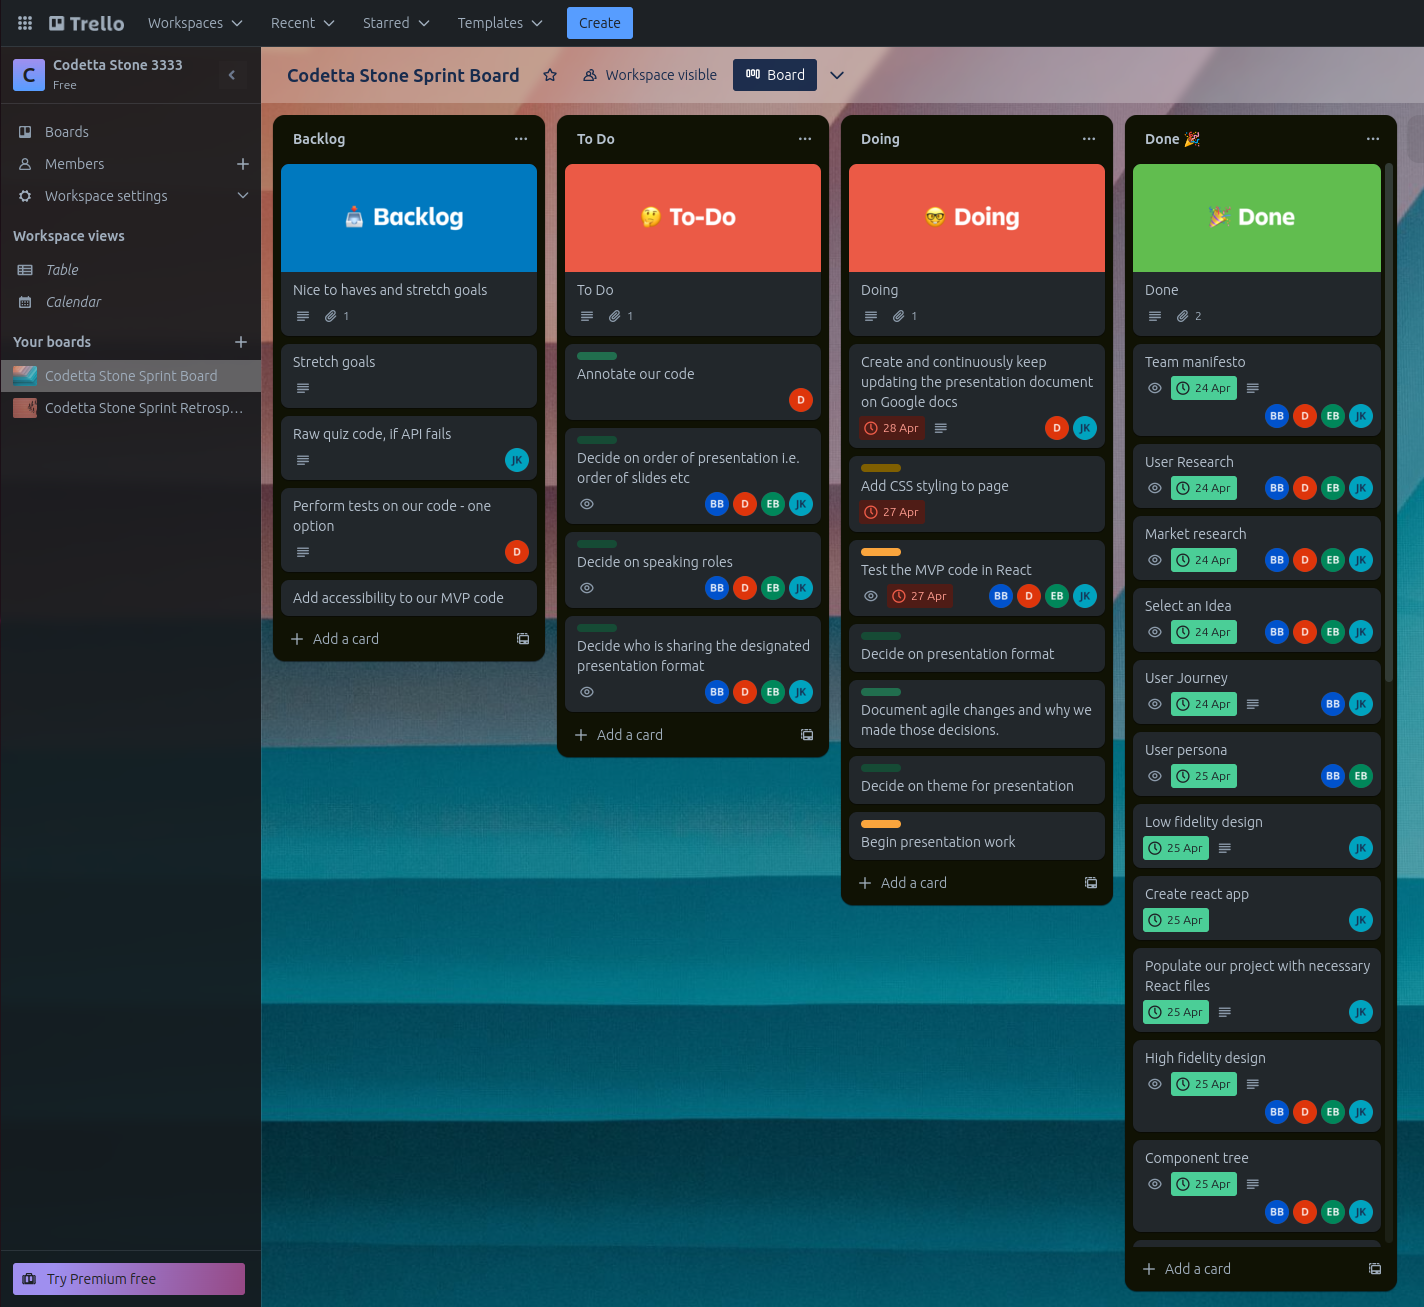 Trello
Workspaces
Recent
Starred
Templates
Create
C
Codetta Stone 3333
Free
Boards
Members
Workspace settings
Workspace views
Table
Calendar
Your boards
Codetta Stone Sprint Board
Codetta Stone Sprint Retrosp...
Try Premium free
Codetta Stone Sprint Board
Workspace visible
Board
Backlog
Backlog
Nice to haves and stretch goals
1
Stretch goals
Raw quiz code, if API fails
JK
Perform tests on our code - one
option
D
Add accessibility to our MVP code
Add a card
To Do
To-Do
To Do
1
Annotate our code
D
Decide on order of presentation i.e.
order of slides etc
BB D EB JK
Decide on speaking roles
BB D EB JK
Decide who is sharing the designated
presentation format
BB D EB JK
Add a card
Doing
Doing
Doing
1
Create and continuously keep
updating the presentation document
on Google docs
28 Apr D JK
Add CSS styling to page
27 Apr
Test the MVP code in React
27 Apr BB D EB JK
Decide on presentation format
Document agile changes and why we
made those decisions.
Decide on theme for presentation
Begin presentation work
Add a card
Done 🎉
Done
Done
2
Team manifesto
24 Apr
BB D EB JK
User Research
24 Apr BB D EB JK
Market research
24 Apr BB D EB JK
Select an Idea
24 Apr BB D EB JK
User Journey
24 Apr BB JK
User persona
25 Apr BB EB
Low fidelity design
25 Apr JK
Create react app
25 Apr JK
Populate our project with necessary
React files
25 Apr JK
High fidelity design
25 Apr
BB D EB JK
Component tree
25 Apr
BB D EB JK
Add a card